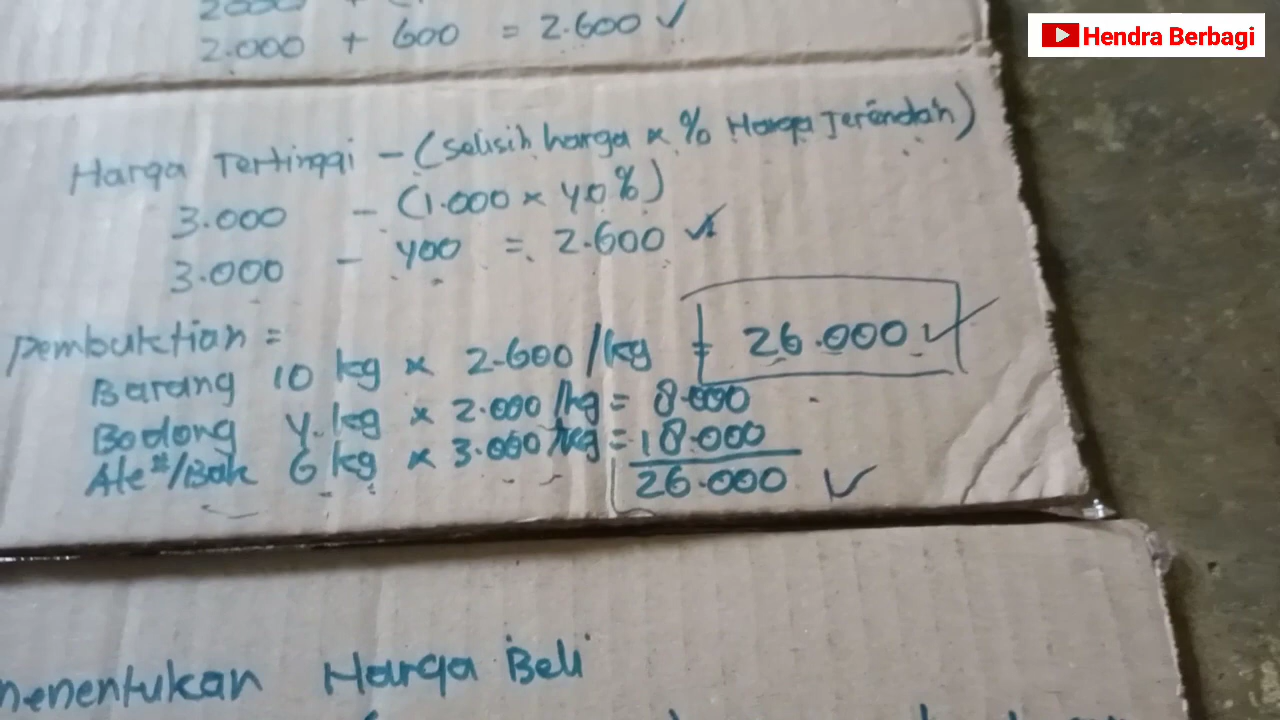 Hendra Berbagi
2.000 + 600 = 2.600 ✓
Harga Tertinggi - (Selisih harga x % Harga Terendah)
3.000 - (1.000 x 40%)
3.000 - 400 = 2.600 ✓
Pembuktian =
Barang 10 kg x 2.600/kg = 26.000 ✓
Bodong 4 kg x 2.000/kg = 8.000
Ale"/Bak 6 kg x 3.000/kg = 18.000
26.000 ✓
menentukan Harga Beli